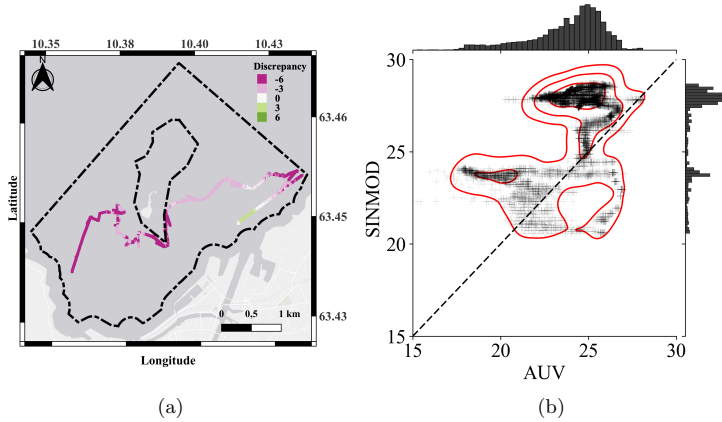 10.35 10.38 10.40 10.43
N
Discrepancy
-6
-3
0
3
6
63.46
63.45
63.43
Latitude
0 0.5 1 km
Longitude
(a)
30
25
20
15
SINMOD
15 20 25 30
AUV
(b)